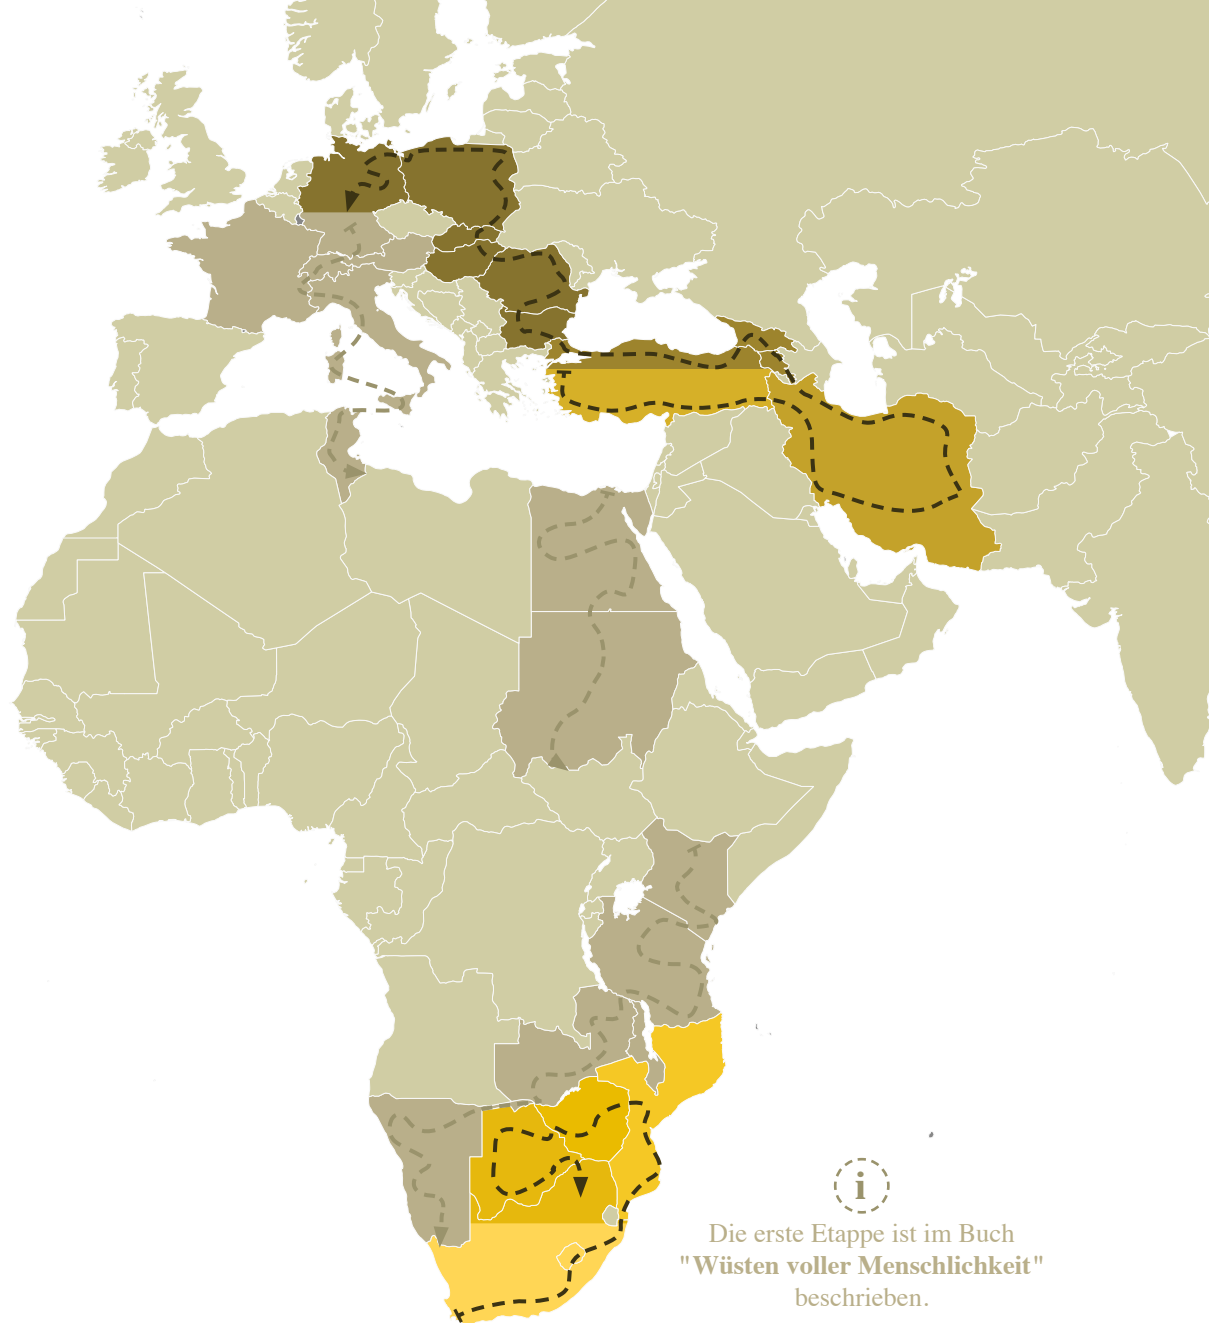 i
Die erste Etappe ist im Buch
"Wüsten voller Menschlichkeit"
beschrieben.